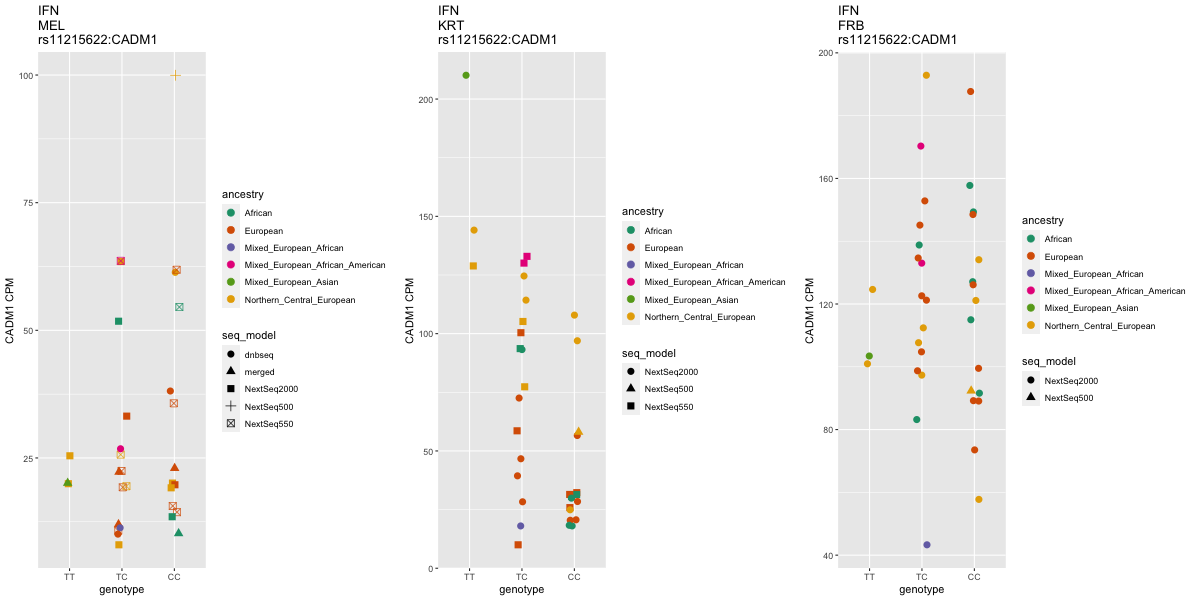 IFN
MEL
rs11215622:CADM1
100
75
50
25
CADM1 CPM
TT
TC
CC
genotype
ancestry
African
European
Mixed_European_African
Mixed_European_African_American
Mixed_European_Asian
Northern_Central_European
seq_model
dnbseq
merged
NextSeq2000
NextSeq500
NextSeq550
IFN
KRT
rs11215622:CADM1
200
150
100
50
0
CADM1 CPM
TT
TC
CC
genotype
ancestry
African
European
Mixed_European_African
Mixed_European_African_American
Mixed_European_Asian
Northern_Central_European
seq_model
NextSeq2000
NextSeq500
NextSeq550
IFN
FRB
rs11215622:CADM1
200
160
120
80
40
CADM1 CPM
TT
TC
CC
genotype
ancestry
African
European
Mixed_European_African
Mixed_European_African_American
Mixed_European_Asian
Northern_Central_European
seq_model
NextSeq2000
NextSeq500